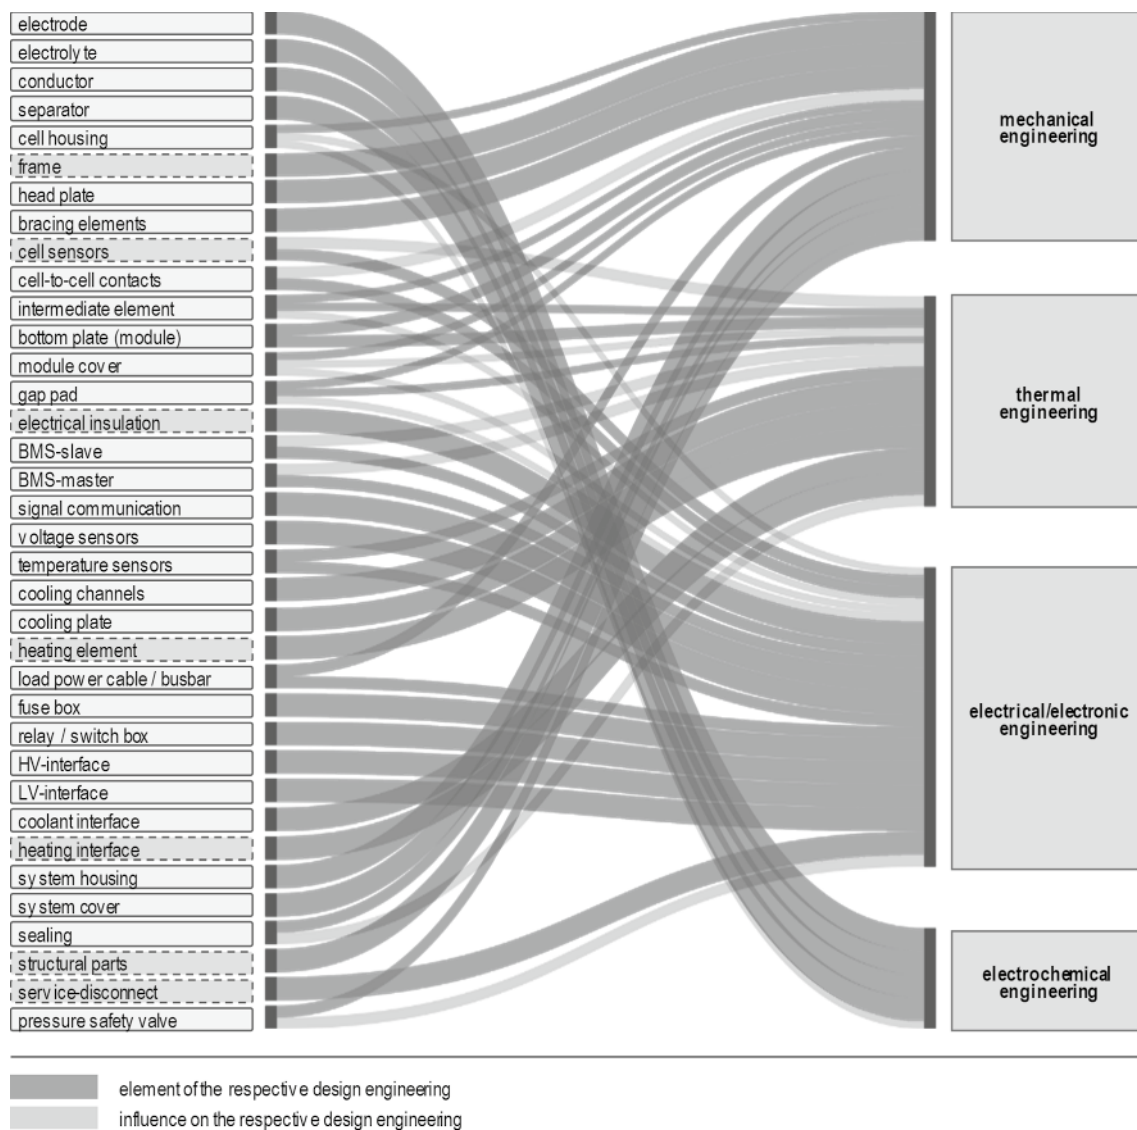 electrode
electrolyte
conductor
separator
cell housing
frame
head plate
bracing elements
cell sensors
cell-to-cell contacts
intermediate element
bottom plate (module)
module cover
gap pad
electrical insulation
BMS-slave
BMS-master
signal communication
voltage sensors
temperature sensors
cooling channels
cooling plate
heating element
load power cable / busbar
fuse box
relay / switch box
HV-interface
LV-interface
coolant interface
heating interface
system housing
system cover
sealing
structural parts
service-disconnect
pressure safety valve
mechanical
engineering
thermal
engineering
electrical/electronic
engineering
electrochemical
engineering
element of the respective design engineering
influence on the respective design engineering